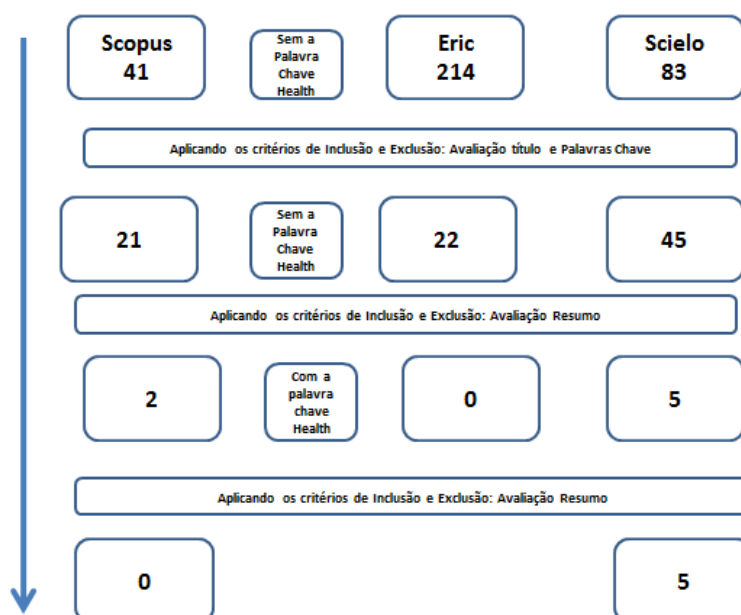 Scopus
41
Sem a
Palavra
Chave
Health
Eric
214
Scielo
83
Aplicando os critérios de Inclusão e Exclusão: Avaliação título e Palavras Chave
21
Sem a
Palavra
Chave
Health
22
45
Aplicando os critérios de Inclusão e Exclusão: Avaliação Resumo
2
Com a
palavra
chave
Health
0
5
Aplicando os critérios de Inclusão e Exclusão: Avaliação Resumo
0
5